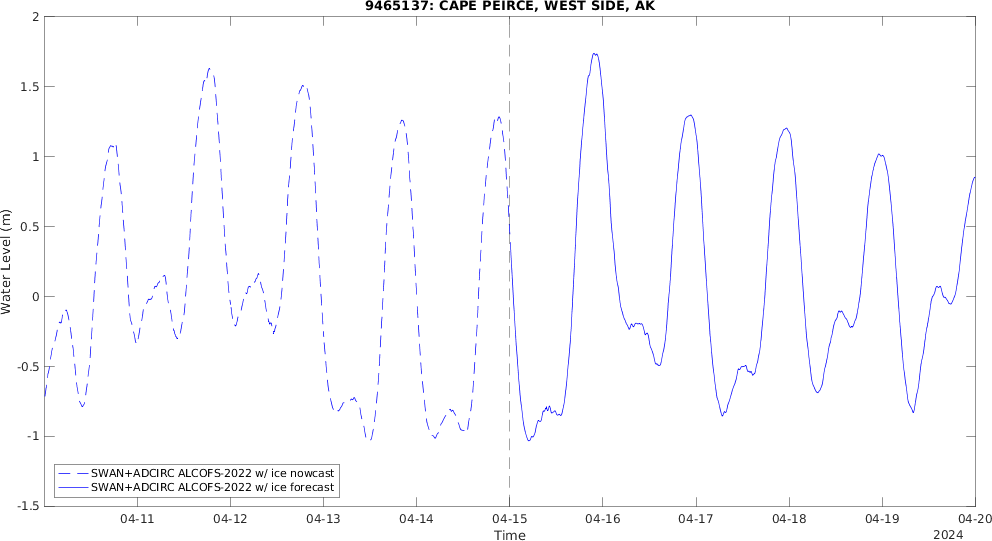 9465137: CAPE PEIRCE, WEST SIDE, AK
2
1.5
1
0.5
0
-0.5
-1
-1.5
Water Level (m)
SWAN+ADCIRC ALCOFS-2022 w/ ice nowcast
SWAN+ADCIRC ALCOFS-2022 w/ ice forecast
04-11 04-12 04-13 04-14 04-15 04-16 04-17 04-18 04-19 04-20
Time
2024